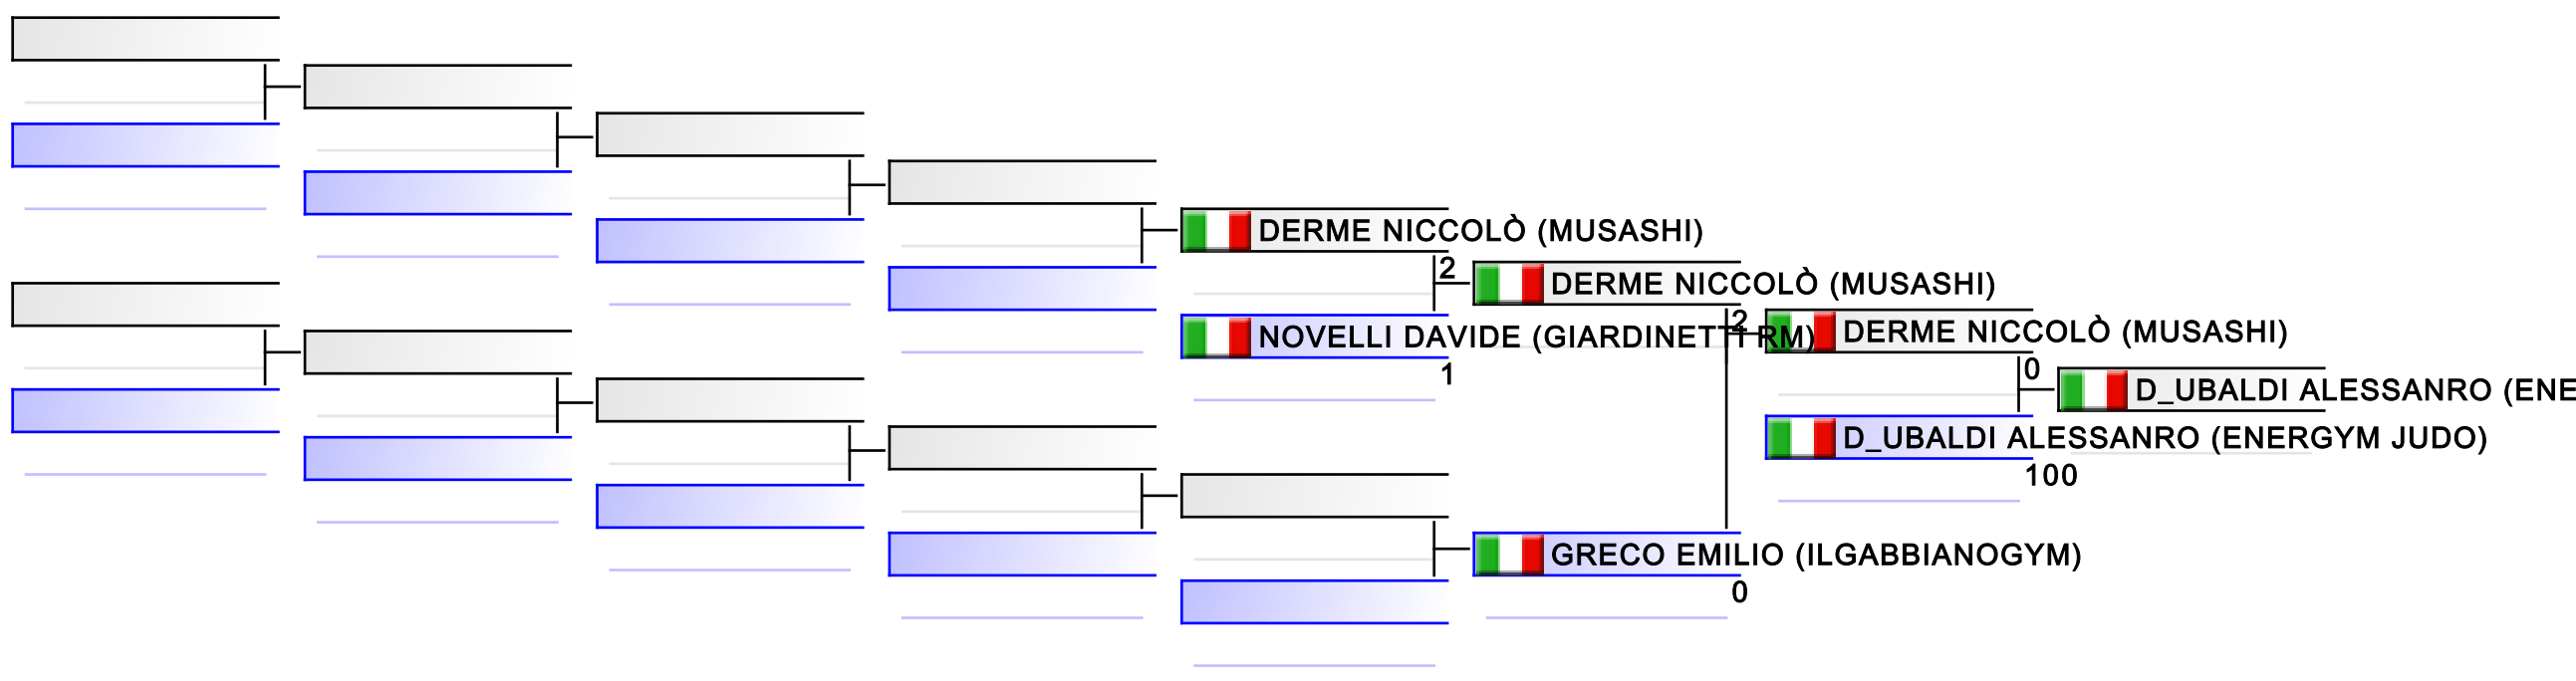 DERME NICCOLÒ (MUSASHI)
2
DERME NICCOLÒ (MUSASHI)
NOVELLI DAVIDE (GIARDINETTI RM)
1
2
DERME NICCOLÒ (MUSASHI)
0
D_UBALDI ALESSANRO (ENE
D_UBALDI ALESSANRO (ENERGYM JUDO)
100
GRECO EMILIO (ILGABBIANOGYM)
0